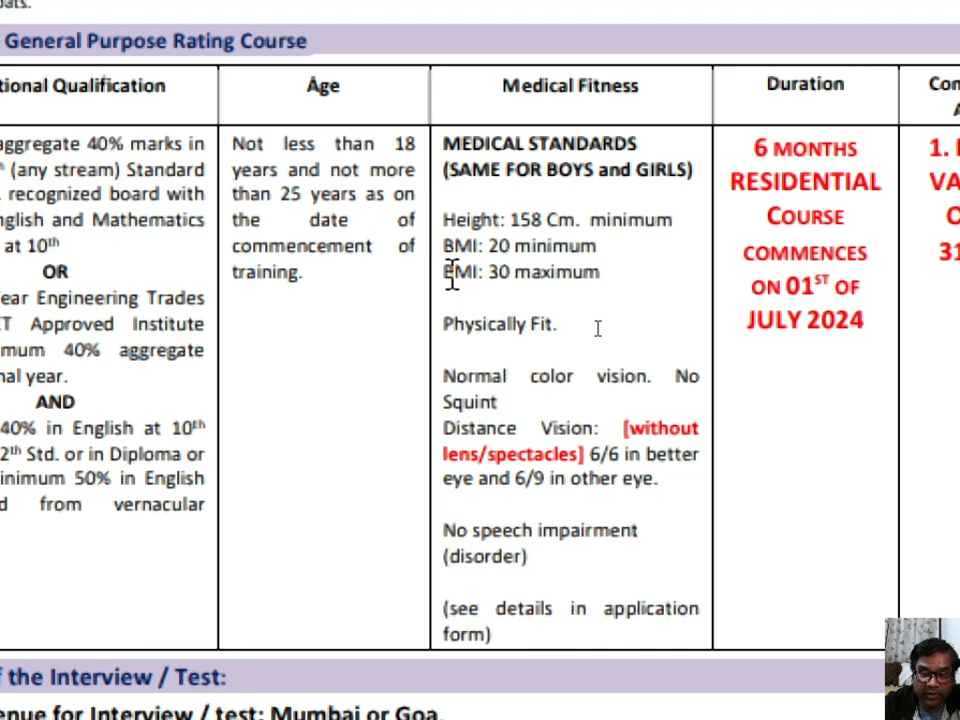 General Purpose Rating Course
tional Qualification
Age
Medical Fitness
Duration
Con
aggregate 40% marks in
(any stream) Standard
recognized board with
nglish and Mathematics
at 10th
OR
ear Engineering Trades
T Approved Institute
mum 40% aggregate
nal year.
AND
40% in English at 10th
2th Std. or in Diploma or
inimum 50% in English
d from vernacular
Not less than 18
years and not more
than 25 years as on
the date of
commencement of
training.
MEDICAL STANDARDS
(SAME FOR BOYS and GIRLS)
Height: 158 Cm. minimum
BMI: 20 minimum
BMI: 30 maximum
Physically Fit.
Normal color vision. No
Squint
Distance Vision: [without
lens/spectacles] 6/6 in better
eye and 6/9 in other eye.
No speech impairment
(disorder)
(see details in application
form)
6 MONTHS
RESIDENTIAL
COURSE
COMMENCES
ON 01ST OF
JULY 2024
1.
VA
O
31
f the Interview / Test:
enue for Interview / test: Mumbai or Goa.